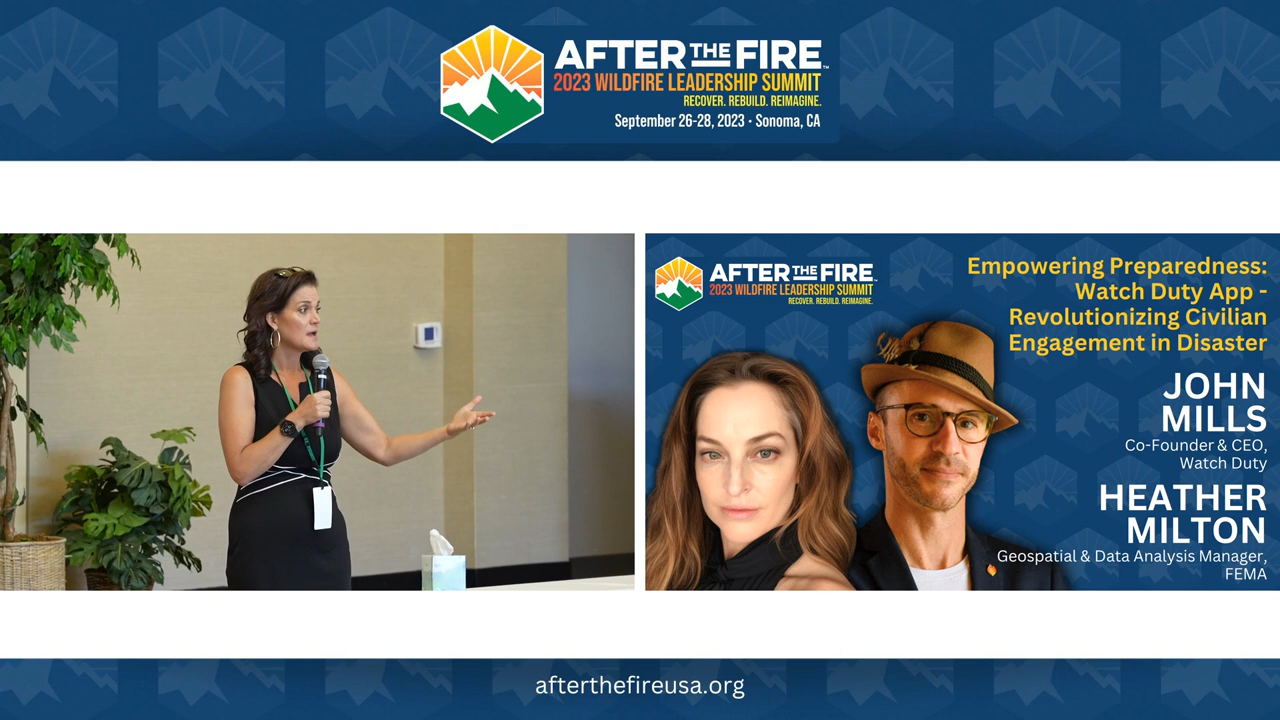 AFTER THE FIRE™
2023 WILDFIRE LEADERSHIP SUMMIT
RECOVER. REBUILD. REIMAGINE.
September 26-28, 2023 • Sonoma, CA
AFTER THE FIRE™
2023 WILDFIRE LEADERSHIP SUMMIT
RECOVER. REBUILD. REIMAGINE.
Empowering Preparedness:
Watch Duty App -
Revolutionizing Civilian
Engagement in Disaster
JOHN
MILLS
Co-Founder & CEO,
Watch Duty
HEATHER
MILTON
Geospatial & Data Analysis Manager,
FEMA
afterthefireusa.org